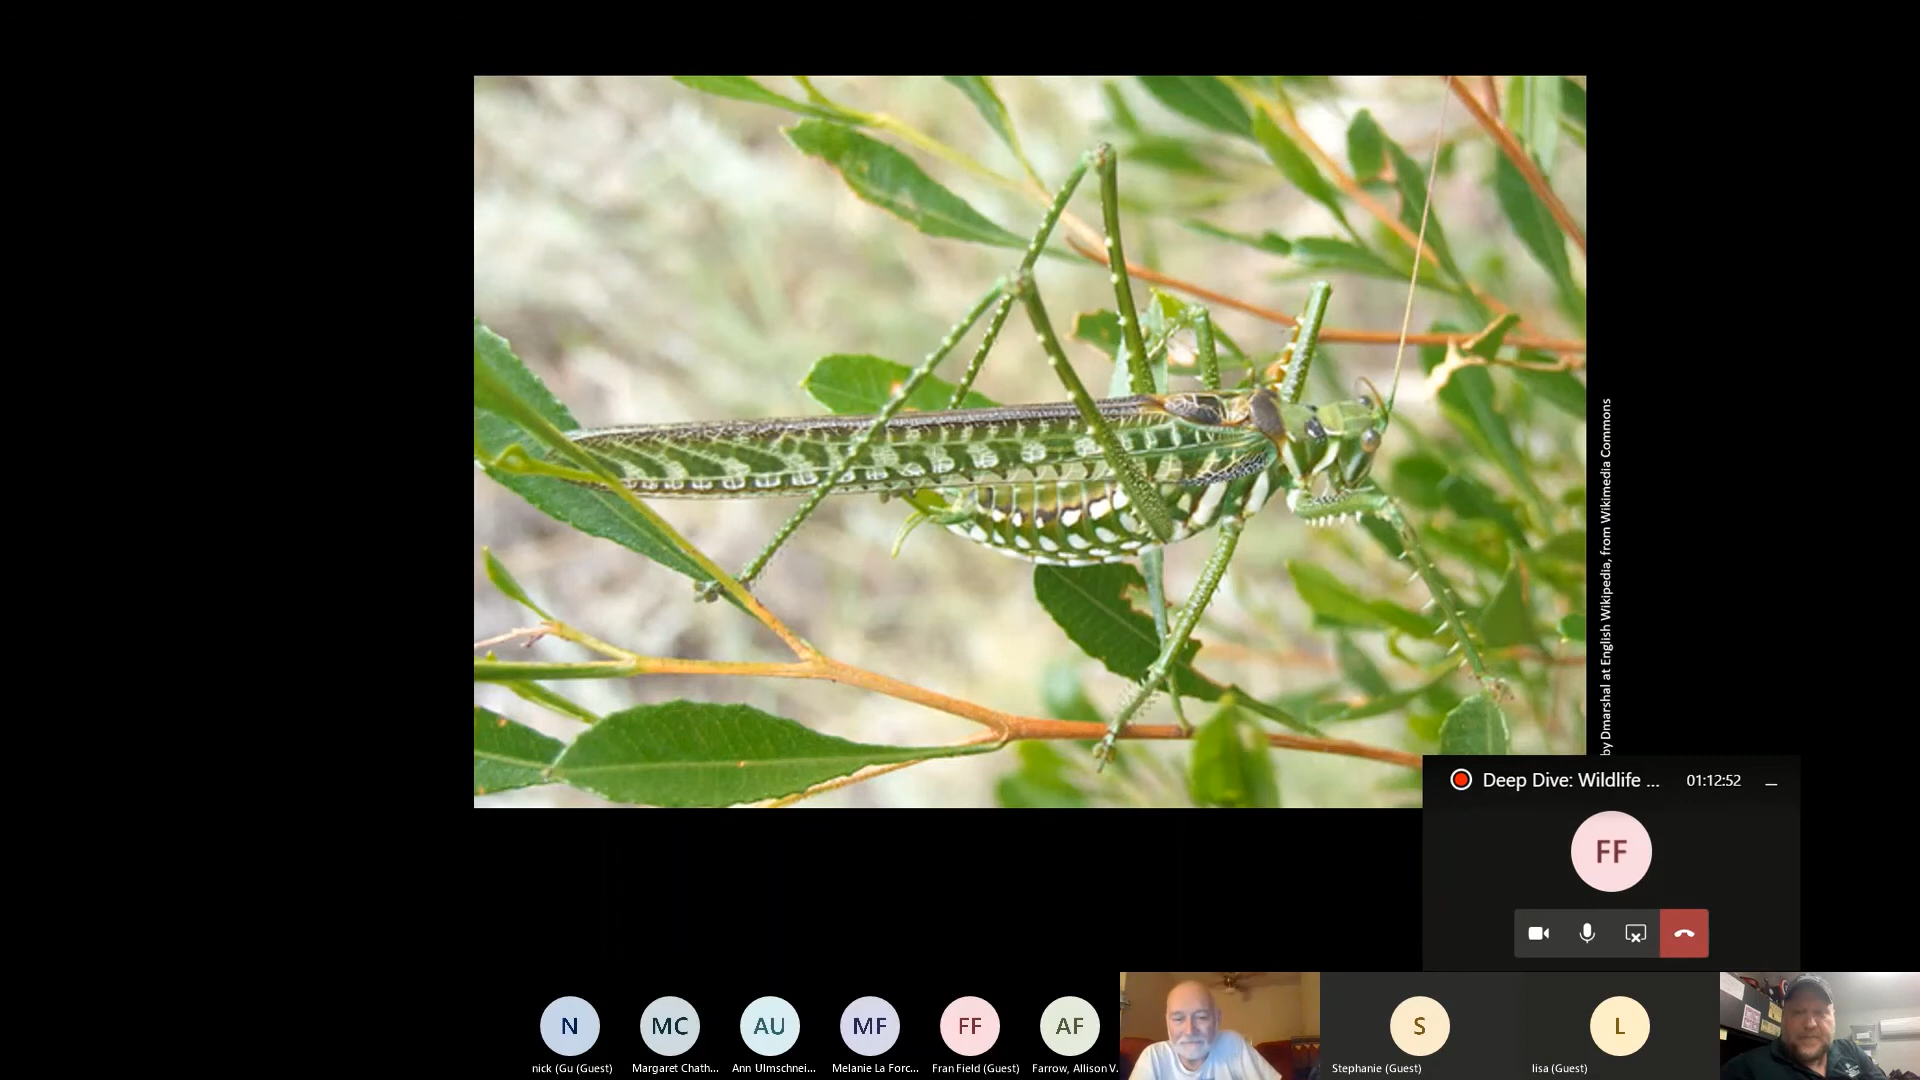 by Dmarshal at English Wikipedia, from Wikimedia Commons
Deep Dive: Wildlife ...
01:12:52
FF
N
MC
AU
MF
FF
AF
S
L
nick (Gu (Guest)
Margaret Chath...
Ann Ulmschnei...
Melanie La Forc...
Fran Field (Guest)
Farrow, Allison V.
Stephanie (Guest)
lisa (Guest)